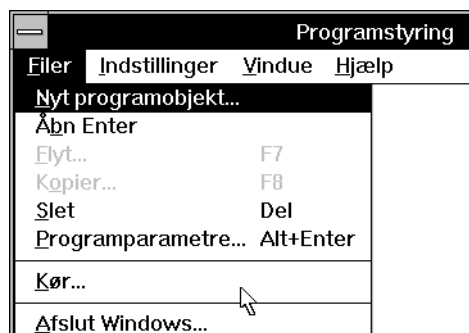 Programstyring
Filer Indstillinger Vindue Hjælp
Nyt programobjekt...
Åbn Enter
Flyt... F7
Kopier... F8
Slet Del
Programparametre... Alt+Enter
Kør...
Afslut Windows...